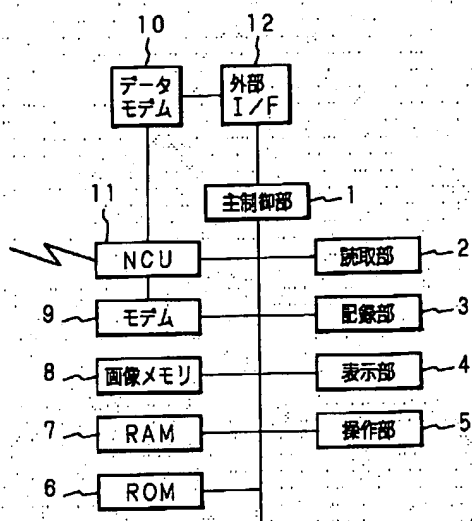 10
12
データ
モデム
外部
I/F
11
主制御部
1
NCU
読取部
2
9
モデム
記録部
3
8
画像メモリ
表示部
4
7
RAM
操作部
5
6
ROM